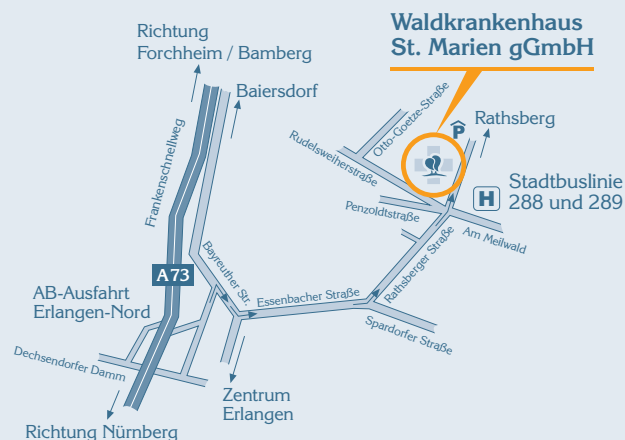 Waldkrankenhaus
St. Marien gGmbH
Richtung
Forchheim / Bamberg
Baiersdorf
Frankenschnellweg
Otto-Goetze-Straße
P
Rathsberg
Rudelsweiherstraße
H
Stadtbuslinie
288 und 289
Penzoldtstraße
Am Meilwald
Bayreuther Str.
Rathsberger Straße
A 73
AB-Ausfahrt
Erlangen-Nord
Essenbacher Straße
Spardorfer Straße
Dechsendorfer Damm
Zentrum
Erlangen
Richtung Nürnberg